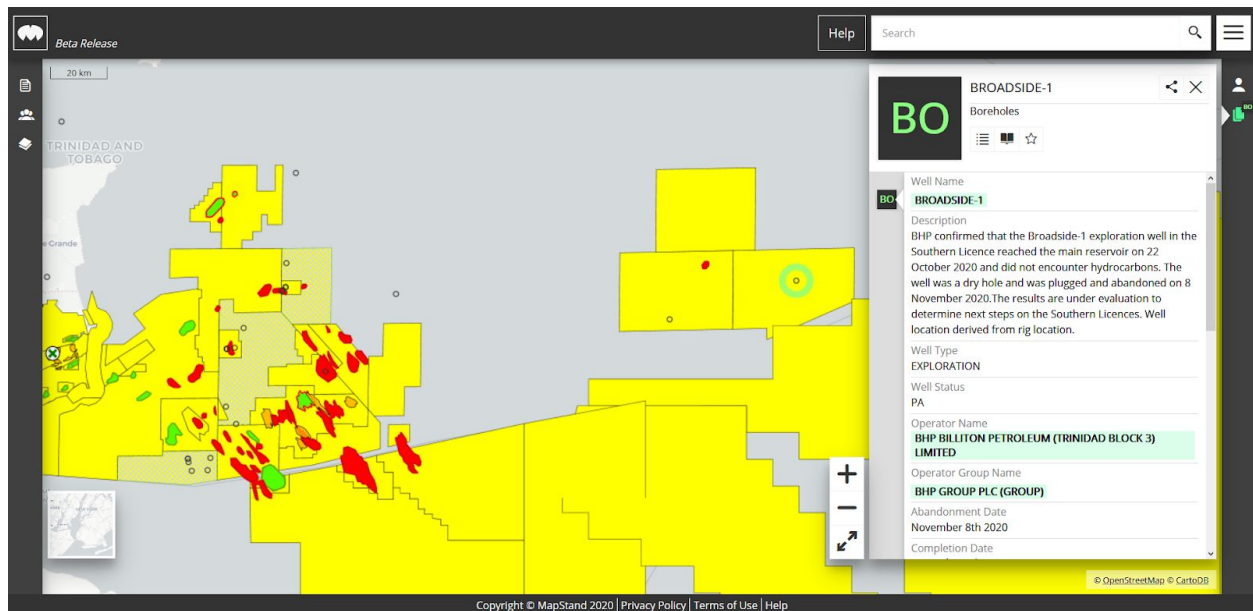 Beta Release
Help
Search
20 km
TRINIDAD AND
TOBAGO
Grande
BO
BROADSIDE-1
Boreholes
BO
BO
Well Name
BROADSIDE-1
Description
BHP confirmed that the Broadside-1 exploration well in the
Southern Licence reached the main reservoir on 22
October 2020 and did not encounter hydrocarbons. The
well was a dry hole and was plugged and abandoned on 8
November 2020.The results are under evaluation to
determine next steps on the Southern Licences. Well
location derived from rig location.
Well Type
EXPLORATION
Well Status
PA
Operator Name
BHP BILLITON PETROLEUM (TRINIDAD BLOCK 3)
LIMITED
Operator Group Name
BHP GROUP PLC (GROUP)
Abandonment Date
November 8th 2020
Completion Date
© OpenStreetMap © CartoDB
Copyright © MapStand 2020 | Privacy Policy | Terms of Use | Help